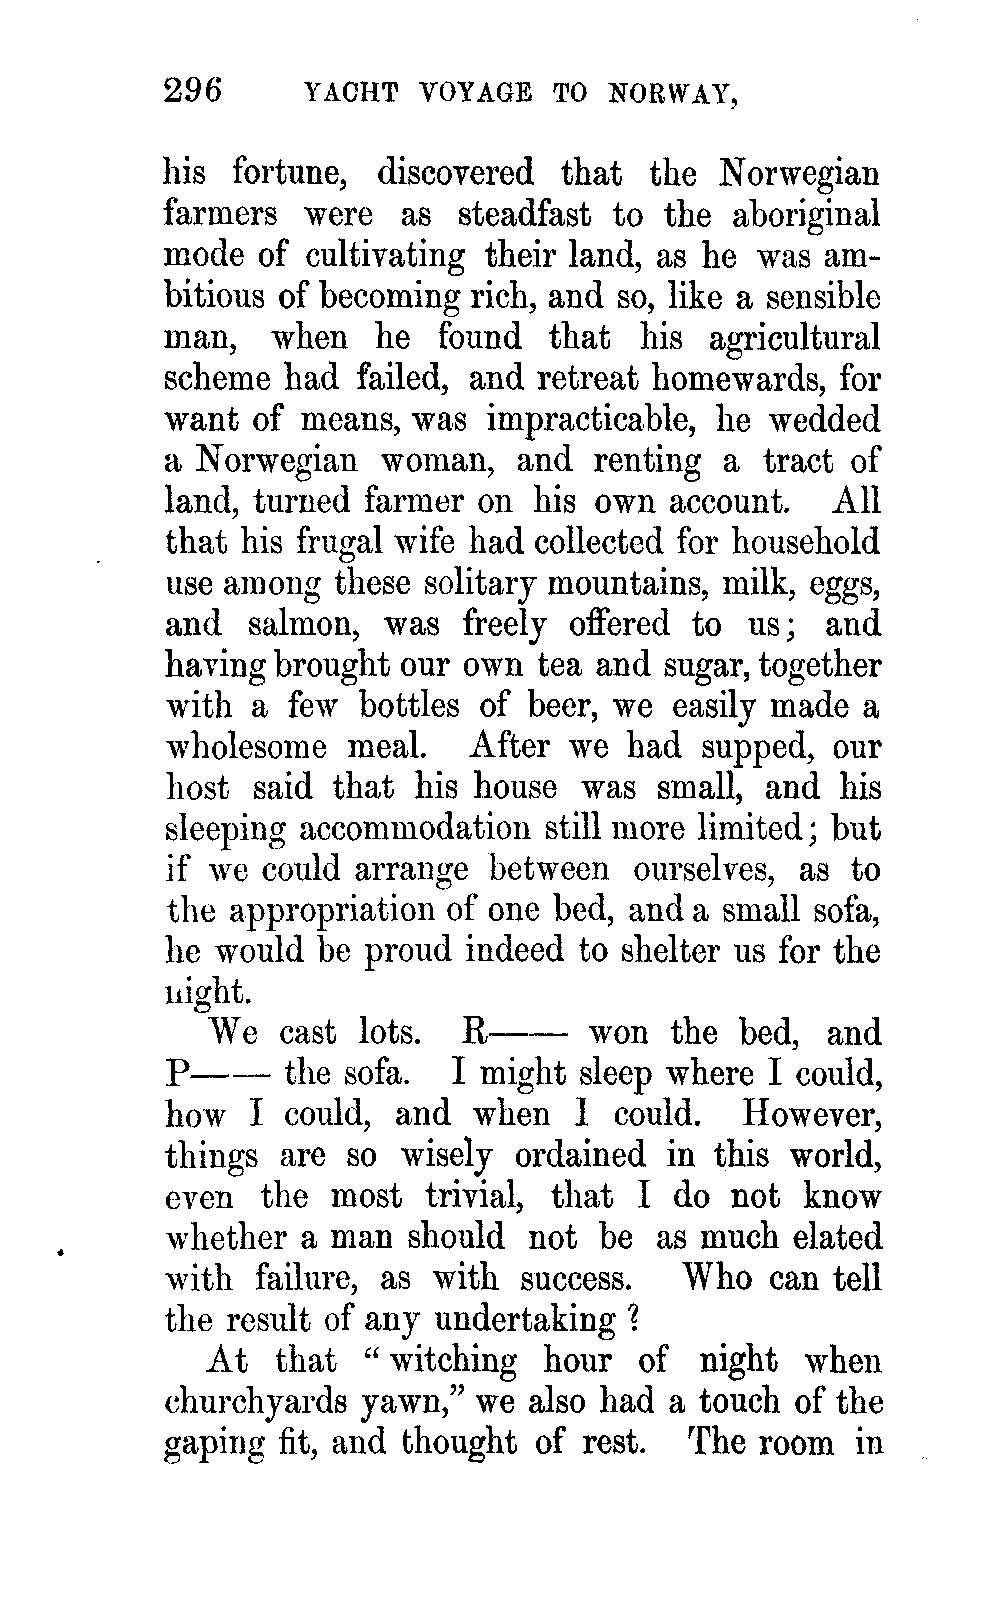 296 YACHT VOYAGE TO NORWAY,
his fortune, discovered that the Norwegian
farmers were as steadfast to the aboriginal
mode of cultivating their land, as he was am-
bitious of becoming rich, and so, like a sensible
man, when he found that his agricultural
scheme had failed, and retreat homewards, for
want of means, was impracticable, he wedded
a Norwegian woman, and renting a tract of
land, turned farmer on his own account. All
that his frugal wife had collected for household
use among these solitary mountains, milk, eggs,
and salmon, was freely offered to us; and
having brought our own tea and sugar, together
with a few bottles of beer, we easily made a
wholesome meal. After we had supped, our
host said that his house was small, and his
sleeping accommodation still more limited; but
if we could arrange between ourselves, as to
the appropriation of one bed, and a small sofa,
he would be proud indeed to shelter us for the
night.
We cast lots. R—— won the bed, and
P—— the sofa. I might sleep where I could,
how I could, and when I could. However,
things are so wisely ordained in this world,
even the most trivial, that I do not know
whether a man should not be as much elated
with failure, as with success. Who can tell
the result of any undertaking ?
At that “ witching hour of night when
churchyards yawn,” we also had a touch of the
gaping fit, and thought of rest. The room in